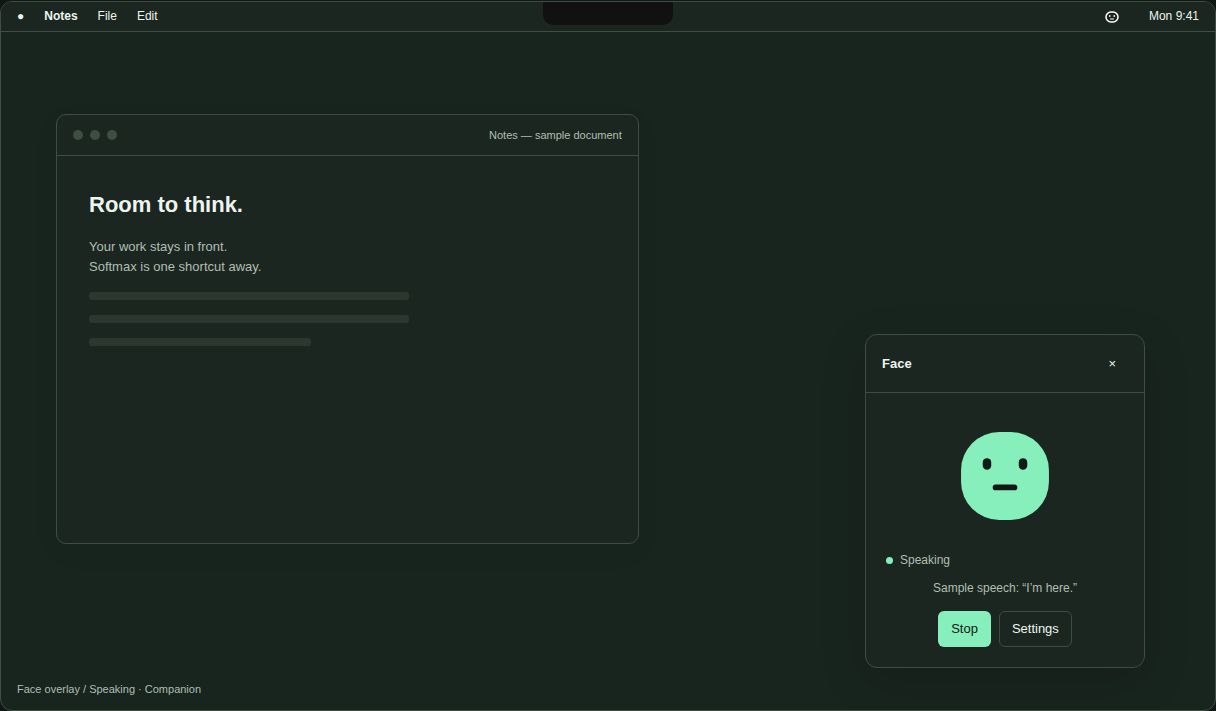 Notes File Edit
Mon 9:41
Notes — sample document
Room to think.
Your work stays in front.
Softmax is one shortcut away.
Face ×
Speaking
Sample speech: “I’m here.”
Stop Settings
Face overlay / Speaking · Companion